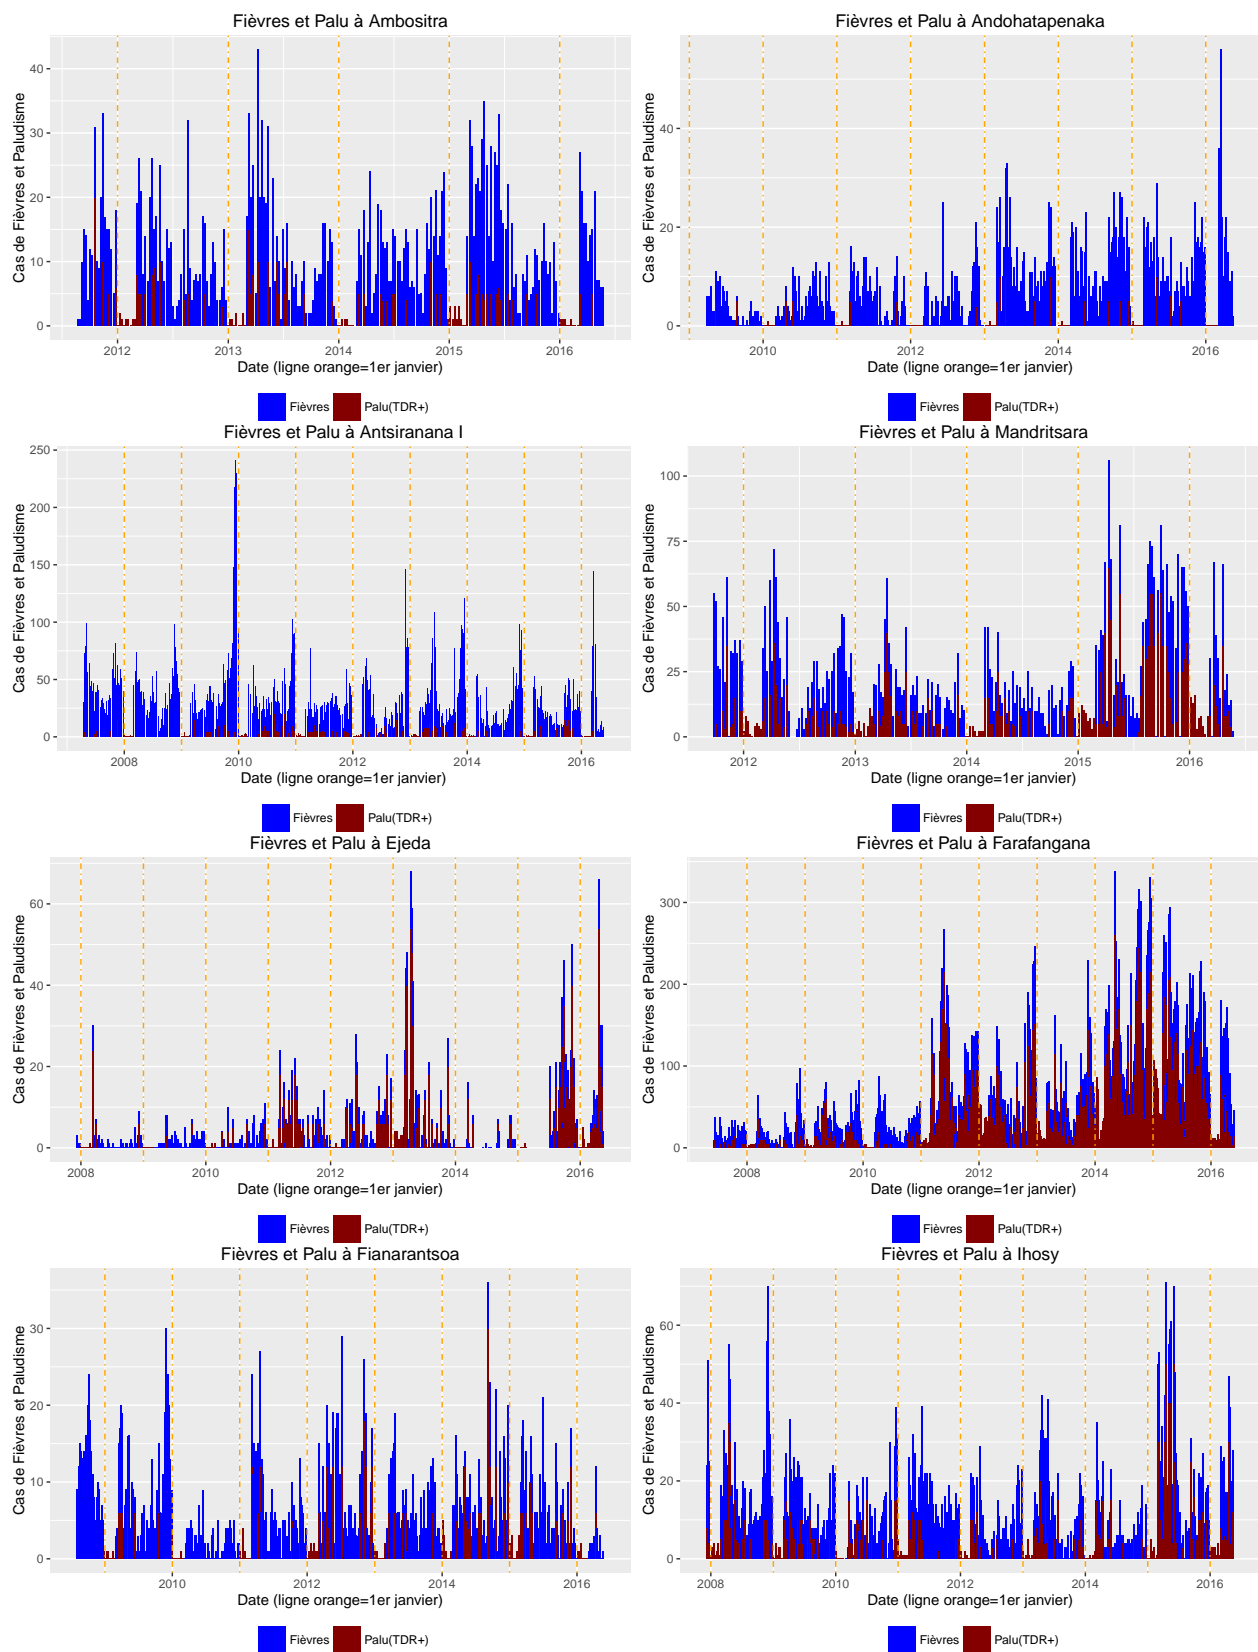 Fièvres et Palu à Ambositra
Cas de Fièvres et Paludisme
40
30
20
10
0
2012 2013 2014 2015 2016
Date (ligne orange=1er janvier)
Fièvres Palu(TDR+)
Fièvres et Palu à Andohatapenaka
Cas de Fièvres et Paludisme
40
20
0
2010 2012 2014 2016
Date (ligne orange=1er janvier)
Fièvres Palu(TDR+)
Fièvres et Palu à Antsiranana I
Cas de Fièvres et Paludisme
250
200
150
100
50
0
2008 2010 2012 2014 2016
Date (ligne orange=1er janvier)
Fièvres Palu(TDR+)
Fièvres et Palu à Mandritsara
Cas de Fièvres et Paludisme
100
75
50
25
0
2012 2013 2014 2015 2016
Date (ligne orange=1er janvier)
Fièvres Palu(TDR+)
Fièvres et Palu à Ejeda
Cas de Fièvres et Paludisme
60
40
20
0
2008 2010 2012 2014 2016
Date (ligne orange=1er janvier)
Fièvres Palu(TDR+)
Fièvres et Palu à Farafangana
Cas de Fièvres et Paludisme
300
200
100
0
2008 2010 2012 2014 2016
Date (ligne orange=1er janvier)
Fièvres Palu(TDR+)
Fièvres et Palu à Fianarantsoa
Cas de Fièvres et Paludisme
30
20
10
0
2010 2012 2014 2016
Date (ligne orange=1er janvier)
Fièvres Palu(TDR+)
Fièvres et Palu à Ihosy
Cas de Fièvres et Paludisme
60
40
20
0
2008 2010 2012 2014 2016
Date (ligne orange=1er janvier)
Fièvres Palu(TDR+)